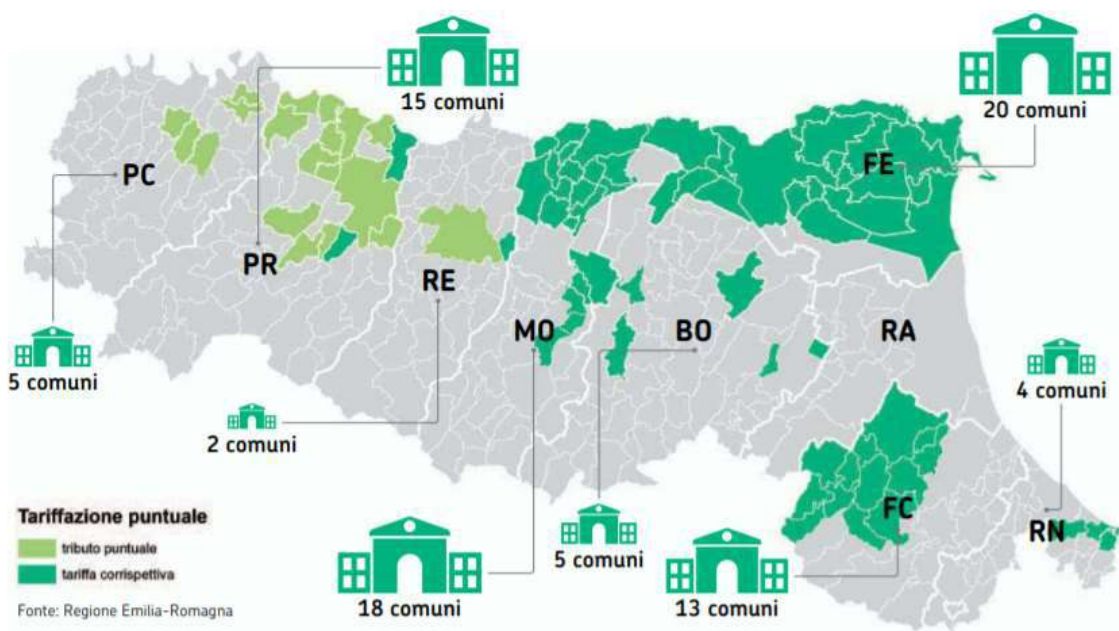 15 comuni
20 comuni
PC
FE
PR
RE
MO
BO
RA
5 comuni
4 comuni
2 comuni
FC
RN
5 comuni
18 comuni
13 comuni
Tariffazione puntuale
tributo puntuale
tariffa corrispettiva
Fonte: Regione Emilia-Romagna